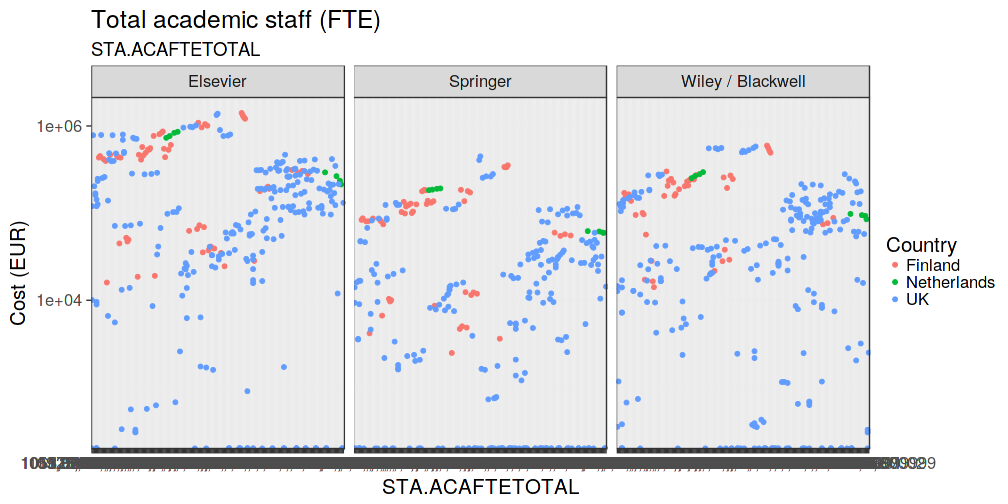 Total academic staff (FTE)
STA.ACAFTETOTAL
Elsevier
Springer
Wiley / Blackwell
1e+06
1e+04
Cost (EUR)
STA.ACAFTETOTAL
Country
Finland
Netherlands
UK